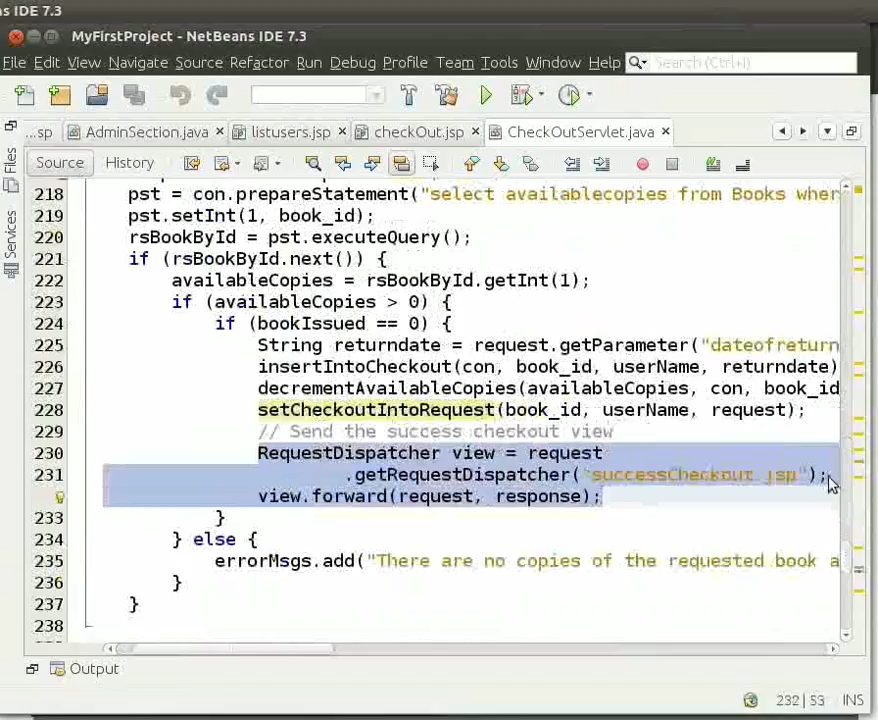 s IDE 7.3
MyFirstProject - NetBeans IDE 7.3
File Edit View Navigate Source Refactor Run Debug Profile Team Tools Window Help Search (Ctrl+I)
...sp AdminSection.java listusers.jsp checkOut.jsp CheckOutServlet.java
Source History
Files
Services
218 pst = con.prepareStatement("select availablecopies from Books wher
219 pst.setInt(1, book_id);
220 rsBookById = pst.executeQuery();
221 if (rsBookById.next()) {
222 availableCopies = rsBookById.getInt(1);
223 if (availableCopies > 0) {
224 if (bookIssued == 0) {
225 String returndate = request.getParameter("dateofreturn
226 insertIntoCheckout(con, book_id, userName, returndate)
227 decrementAvailableCopies(availableCopies, con, book_id
228 setCheckoutIntoRequest(book_id, userName, request);
229 // Send the success checkout view
230 RequestDispatcher view = request
231 .getRequestDispatcher("successCheckout.jsp");
view.forward(request, response);
233 }
234 } else {
235 errorMsgs.add("There are no copies of the requested book a
236 }
237 }
238
Output
232 | 53 INS